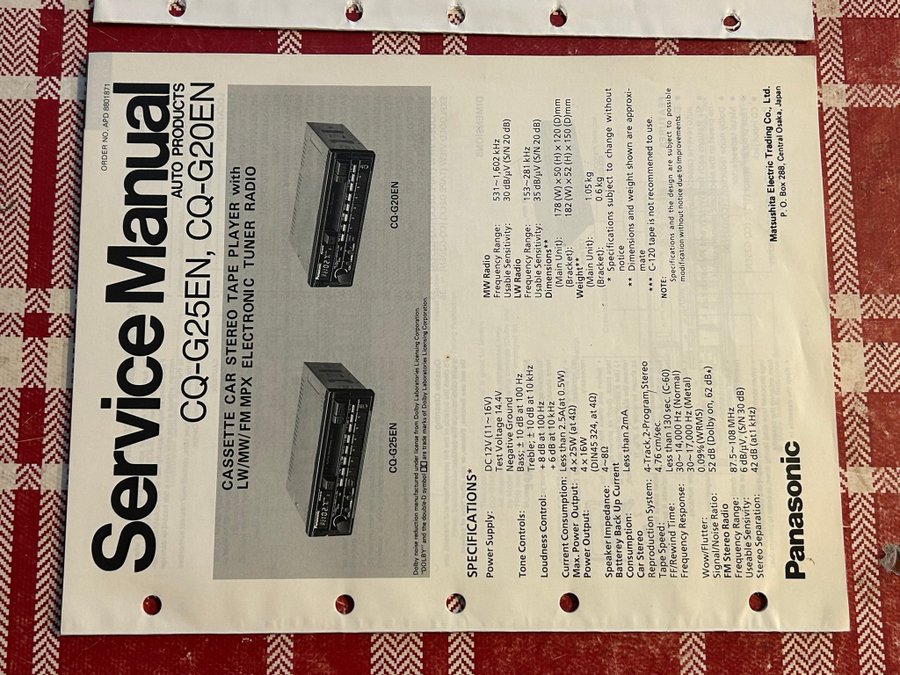 ORDER NO. APD 8801871
Service Manual
AUTO PRODUCTS
CQ-G25EN, CQ-G20EN
CASSETTE CAR STEREO TAPE PLAYER with
LW/MW/FM MPX ELECTRONIC TUNER RADIO
CQ-G25EN
CQ-G20EN
Dolby noise reduction manufactured under license from Dolby Laboratories Licensing Corporation.
"DOLBY" and the double-D symbol are trade marks of Dolby Laboratories Licensing Corporation.
SPECIFICATIONS*
Power Supply: DC 12V (11~16V)
Test Voltage 14.4V
Negative Ground
Tone Controls: Bass; ±10 dB at 100 Hz
Treble; ±10 dB at 10 kHz
Loudness Control: +8 dB at 100 Hz
+6 dB at 10 kHz
Current Consumption: Less than 2.5A(at 0.5W)
Max. Power Output: 4 × 25W (at 4Ω)
Power Output: 4 × 16W
(DIN45 324, at 4Ω)
Speaker Impedance: 4~8Ω
Batterey Back Up Current
Consumption: Less than 2mA
Car Stereo
Reproduction System: 4-Track, 2-Program, Stereo
Tape Speed: 4.76 cm/sec.
FF/Rewind Time: Less than 130 sec. (C-60)
Frequency Response: 30~14,000 Hz (Normal)
30~17,000 Hz (Metal)
Wow/Flutter: 0.09% (WRMS)
Signal/Noise Ratio: 52 dB (Dolby on, 62 dB)
FM Stereo Radio
Frequency Range: 87.5~108 MHz
Useable Sensitivity: 6 dB/μV, (S/N 30 dB)
Stereo Separation: 42 dB (at1 kHz)
MW Radio
Frequency Range: 531~1,602 kHz
Usable Sensitivity: 30 dB/μV (S/N 20 dB)
LW Radio
Frequency Range: 153~281 kHz
Usable Sensitivity: 35 dB/μV (S/N 20 dB)
Dimensions**
(Main Unit): 178 (W) × 50 (H) × 120 (D)mm
(Bracket): 182 (W) × 52 (H) × 150 (D)mm
Weight**
(Main Unit): 1.05 kg
(Bracket): 0.6 kg
* Specifications subject to change without
notice
** Dimensions and weight shown are approxi-
mate
*** C-120 tape is not recommended to use.
NOTE:
Specifications and the design are subject to possible
modification without notice due to improvements.
Panasonic
Matsushita Electric Trading Co., Ltd.
P. O. Box 288, Central Osaka, Japan